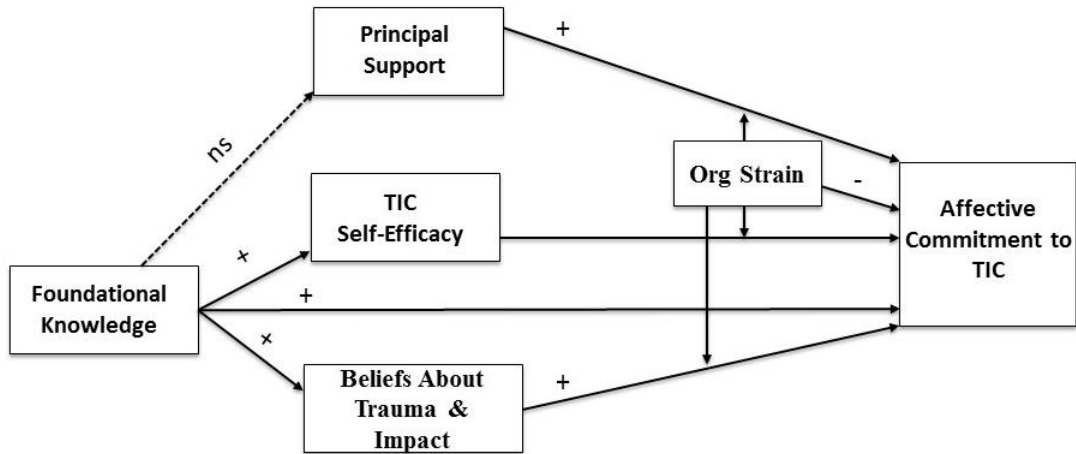 Principal
Support
+
ns
Org Strain
-
TIC
Self-Efficacy
Affective
Commitment to
TIC
+
Foundational
Knowledge
+
+
Beliefs About
Trauma &
Impact
+